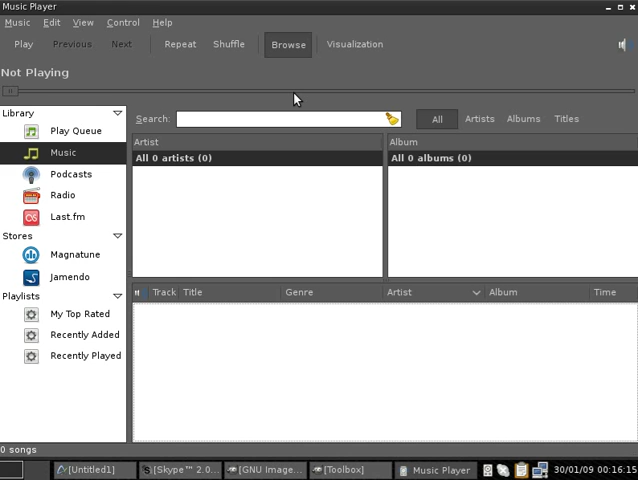 Music Player
Music Edit View Control Help
Play Previous Next Repeat Shuffle Browse Visualization
Not Playing
Library
Play Queue
Music
Podcasts
Radio
Last.fm
Stores
Magnatune
Jamendo
Playlists
My Top Rated
Recently Added
Recently Played
Search: All Artists Albums Titles
Artist
All 0 artists (0)
Album
All 0 albums (0)
Track Title Genre Artist Album Time
0 songs
[Untitled1] [Skype™ 2.0... [GNU Image... [Toolbox] Music Player 30/01/09 00:16:15